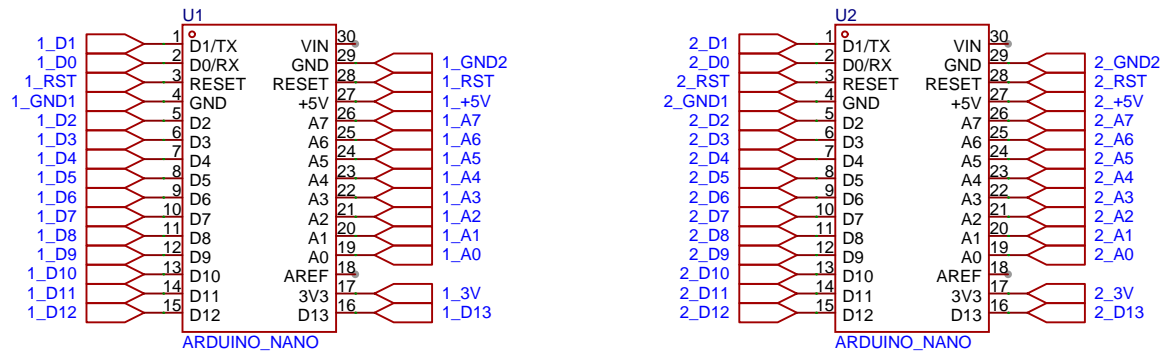 U1 U2
1_D1 1 D1/TX VIN 30 2_D1 1 D1/TX VIN 30
1_D0 2 D0/RX GND 29 1_GND2 2_D0 2 D0/RX GND 29 2_GND2
1_RST 3 RESET RESET 28 1_RST 2_RST 3 RESET RESET 28 2_RST
1_GND1 4 GND +5V 27 1_+5V 2_GND1 4 GND +5V 27 2_+5V
1_D2 5 D2 A7 26 1_A7 2_D2 5 D2 A7 26 2_A7
1_D3 6 D3 A6 25 1_A6 2_D3 6 D3 A6 25 2_A6
1_D4 7 D4 A5 24 1_A5 2_D4 7 D4 A5 24 2_A5
1_D5 8 D5 A4 23 1_A4 2_D5 8 D5 A4 23 2_A4
1_D6 9 D6 A3 22 1_A3 2_D6 9 D6 A3 22 2_A3
1_D7 10 D7 A2 21 1_A2 2_D7 10 D7 A2 21 2_A2
1_D8 11 D8 A1 20 1_A1 2_D8 11 D8 A1 20 2_A1
1_D9 12 D9 A0 19 1_A0 2_D9 12 D9 A0 19 2_A0
1_D10 13 D10 AREF 18 2_D10 13 D10 AREF 18
1_D11 14 D11 3V3 17 1_3V 2_D11 14 D11 3V3 17 2_3V
1_D12 15 D12 D13 16 1_D13 2_D12 15 D12 D13 16 2_D13
ARDUINO_NANO ARDUINO_NANO